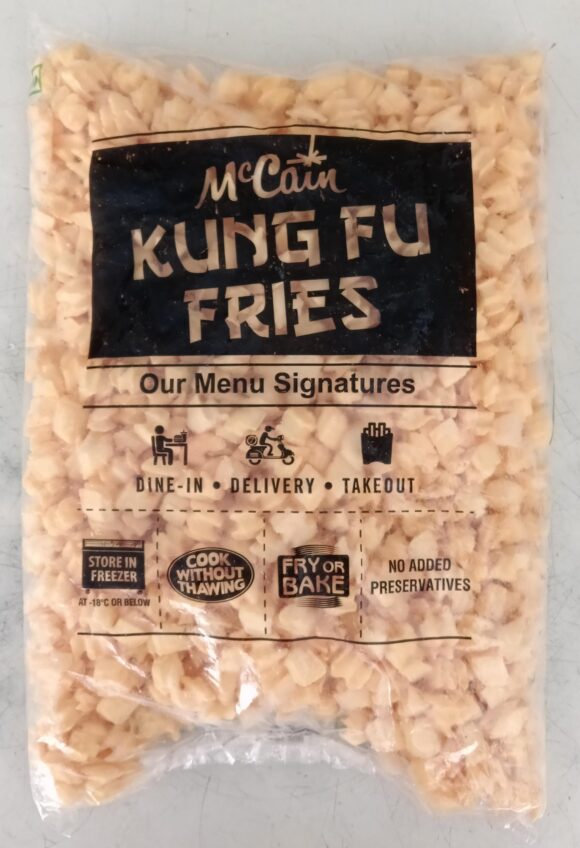 McCain
KUNG FU
FRIES
Our Menu Signatures
DINE-IN • DELIVERY • TAKEOUT
STORE IN
FREEZER
AT -18°C OR BELOW
COOK
WITHOUT
THAWING
FRY OR
BAKE
NO ADDED
PRESERVATIVES